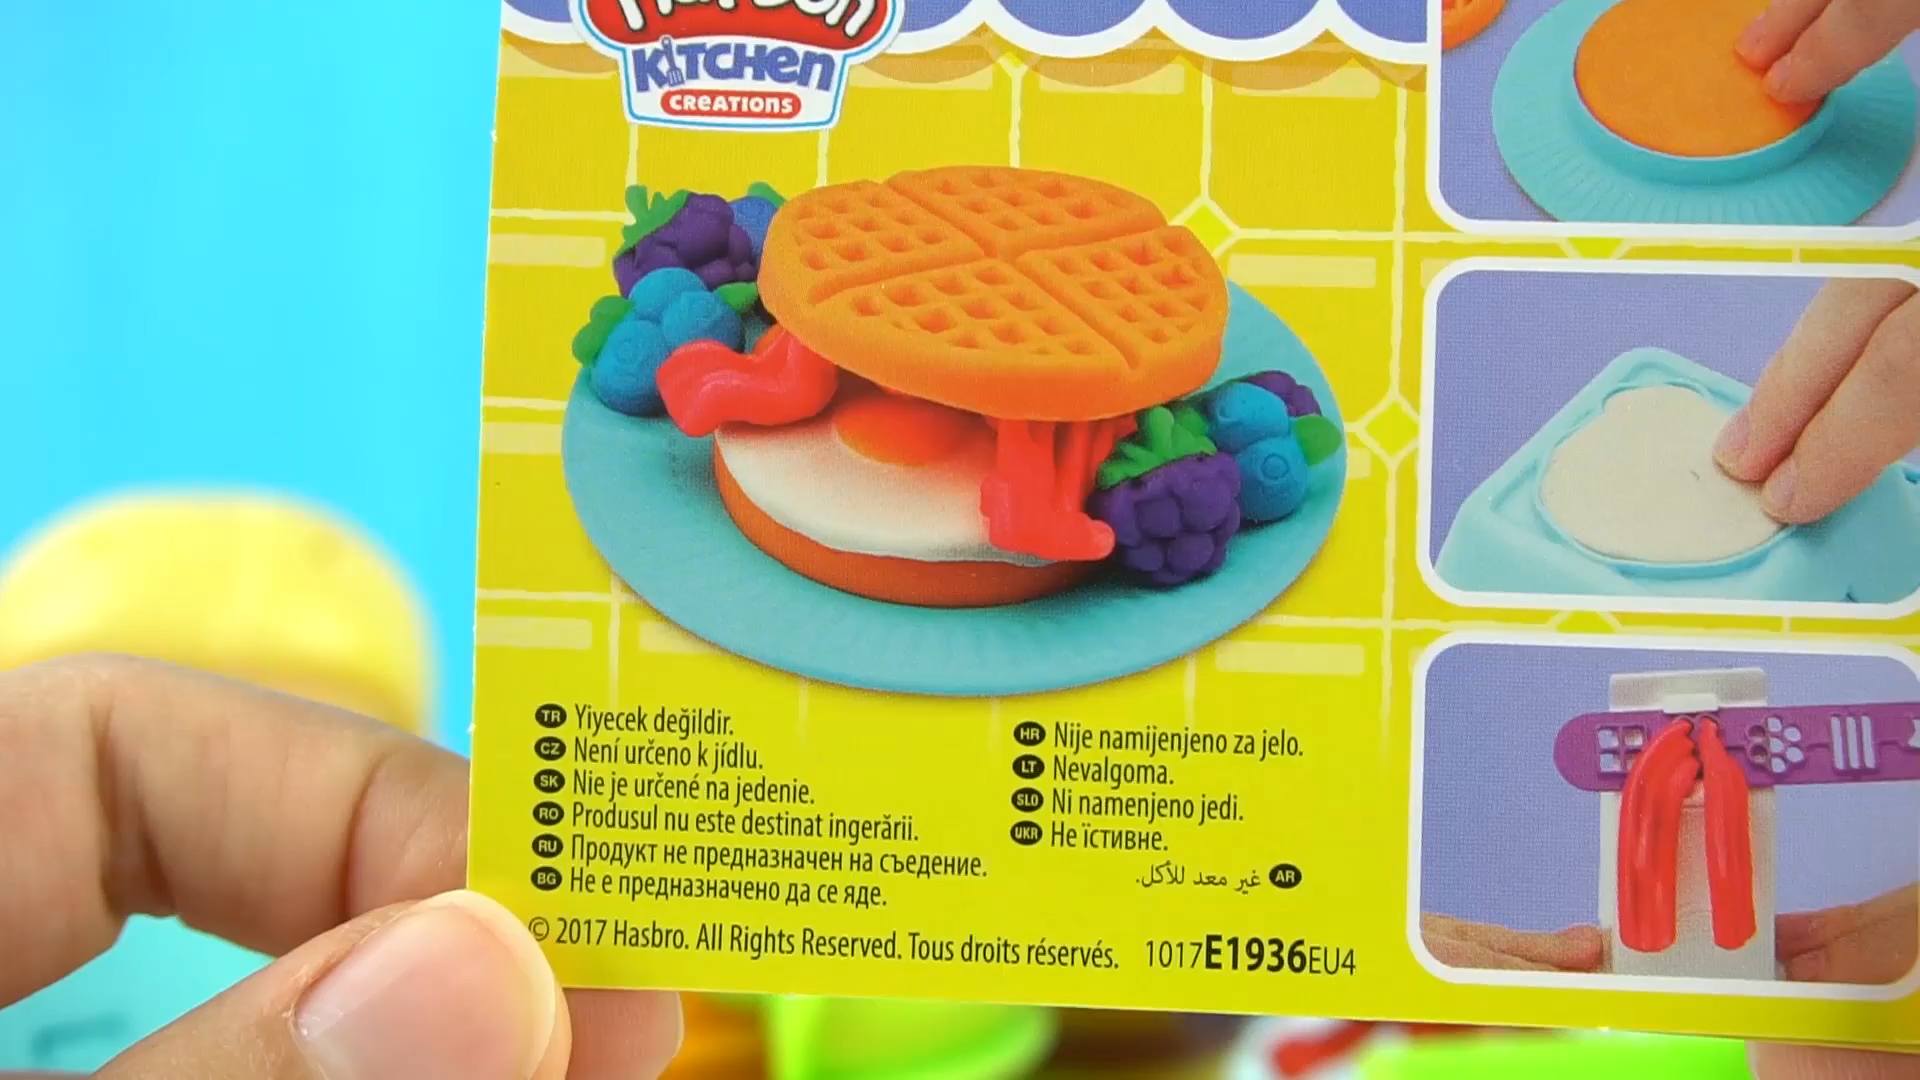 KITCHEN
CREATIONS
TR Yiyecek değildir.
CZ Není určeno k jídlu.
SK Nie je určené na jedenie.
RO Produsul nu este destinat ingerării.
RU Продукт не предназначен на съедение.
BG Не е предназначено да се яде.
HR Nije namijenjeno za jelo.
LT Nevalgoma.
SLO Ni namenjeno jedi.
UKR Не їстивне.
AR غير معد للأكل.
© 2017 Hasbro. All Rights Reserved. Tous droits réservés. 1017E1936EU4